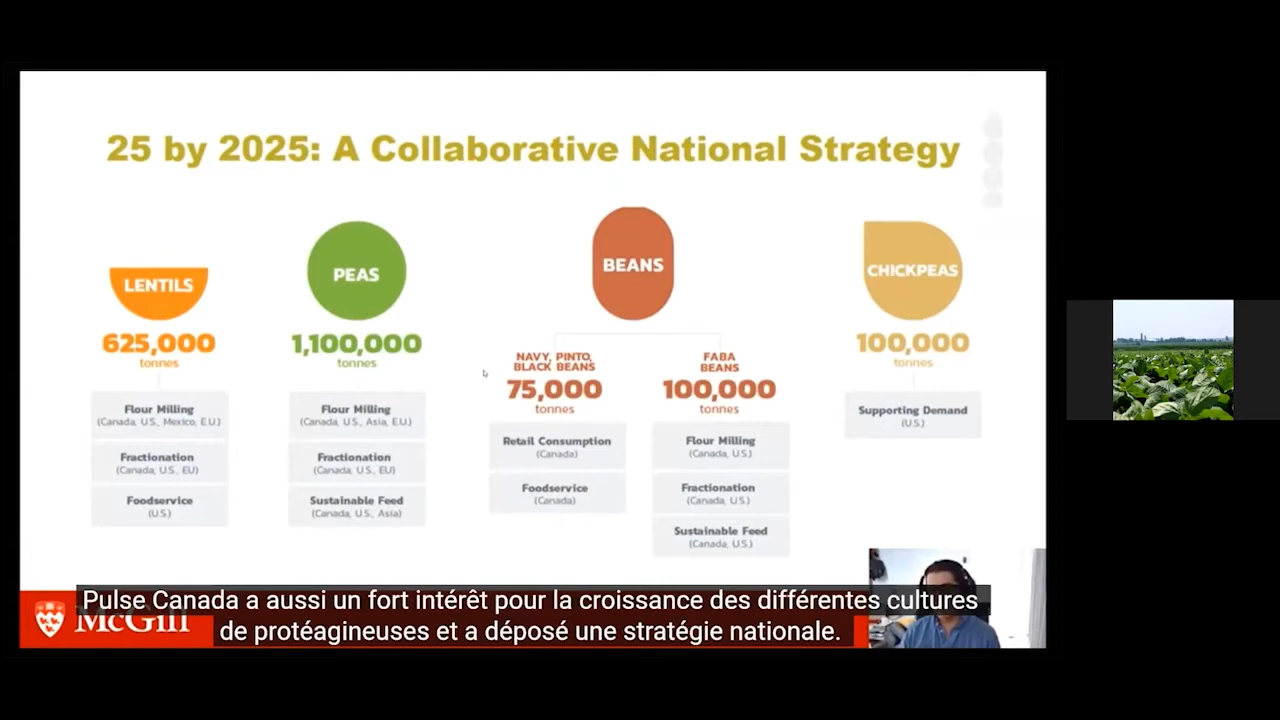 25 by 2025: A Collaborative National Strategy
LENTILS
625,000
tonnes
Flour Milling
(Canada, U.S., Mexico, E.U.)
Fractionation
(Canada, U.S., EU)
Foodservice
(U.S.)
PEAS
1,100,000
tonnes
Flour Milling
(Canada, U.S., Asia, E.U.)
Fractionation
(Canada, U.S., EU)
Sustainable Feed
(Canada, U.S., Asia)
BEANS
NAVY, PINTO,
BLACK BEANS
75,000
tonnes
Retail Consumption
(Canada)
Foodservice
(Canada)
FABA
BEANS
100,000
tonnes
Flour Milling
(Canada, U.S.)
Fractionation
(Canada, U.S.)
Sustainable Feed
(Canada, U.S.)
CHICKPEAS
100,000
tonnes
Supporting Demand
(U.S.)
McGill
Pulse Canada a aussi un fort intérêt pour la croissance des différentes cultures
de protéagineuses et a déposé une stratégie nationale.